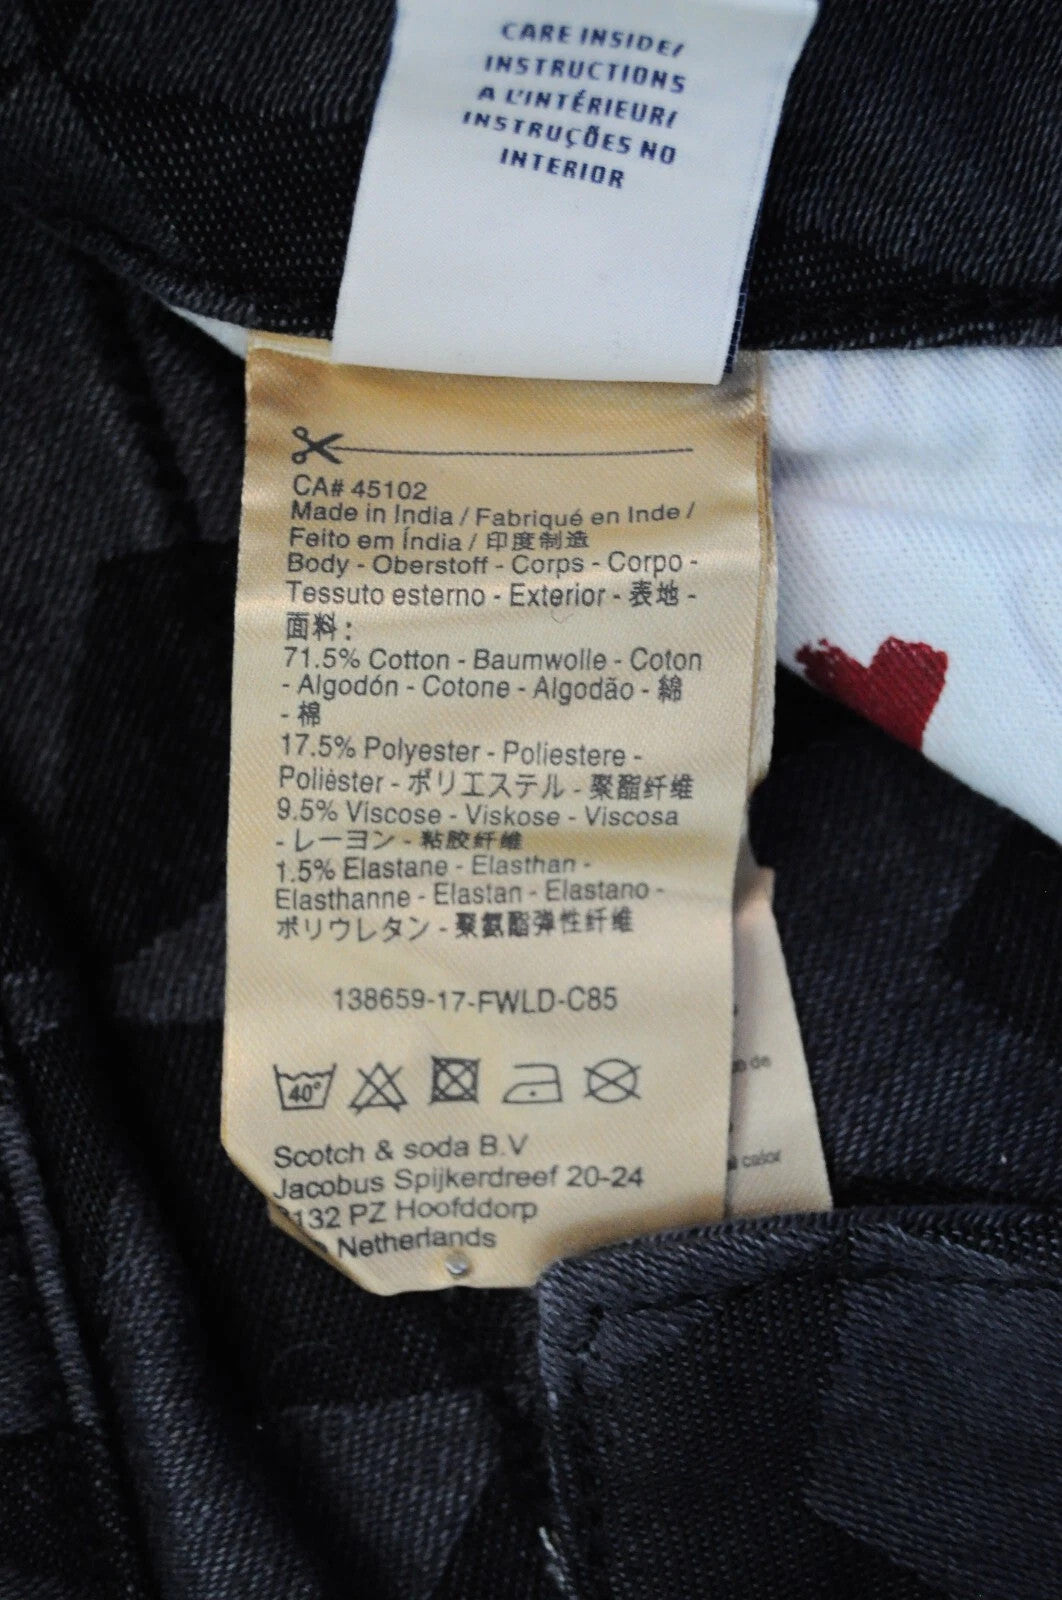 CARE INSIDE/
INSTRUCTIONS
A L'INTÉRIEUR/
INSTRUÇÕES NO
INTERIOR
CA# 45102
Made in India / Fabriqué en Inde /
Feito em Índia / 印度制造
Body - Oberstoff - Corps - Corpo -
Tessuto esterno - Exterior - 表地 -
面料:
71.5% Cotton - Baumwolle - Coton
- Algodón - Cotone - Algodão - 綿
- 棉
17.5% Polyester - Poliestere -
Polièster - ポリエステル - 聚酯纤维
9.5% Viscose - Viskose - Viscosa
- レーヨン - 粘胶纤维
1.5% Elastane - Elasthan -
Elasthanne - Elastan - Elastano -
ポリウレタン - 聚氨酯弹性纤维
138659-17-FWLD-C85
40°
Scotch & soda B.V
Jacobus Spijkerdreef 20-24
2132 PZ Hoofddorp
Netherlands
de
calor